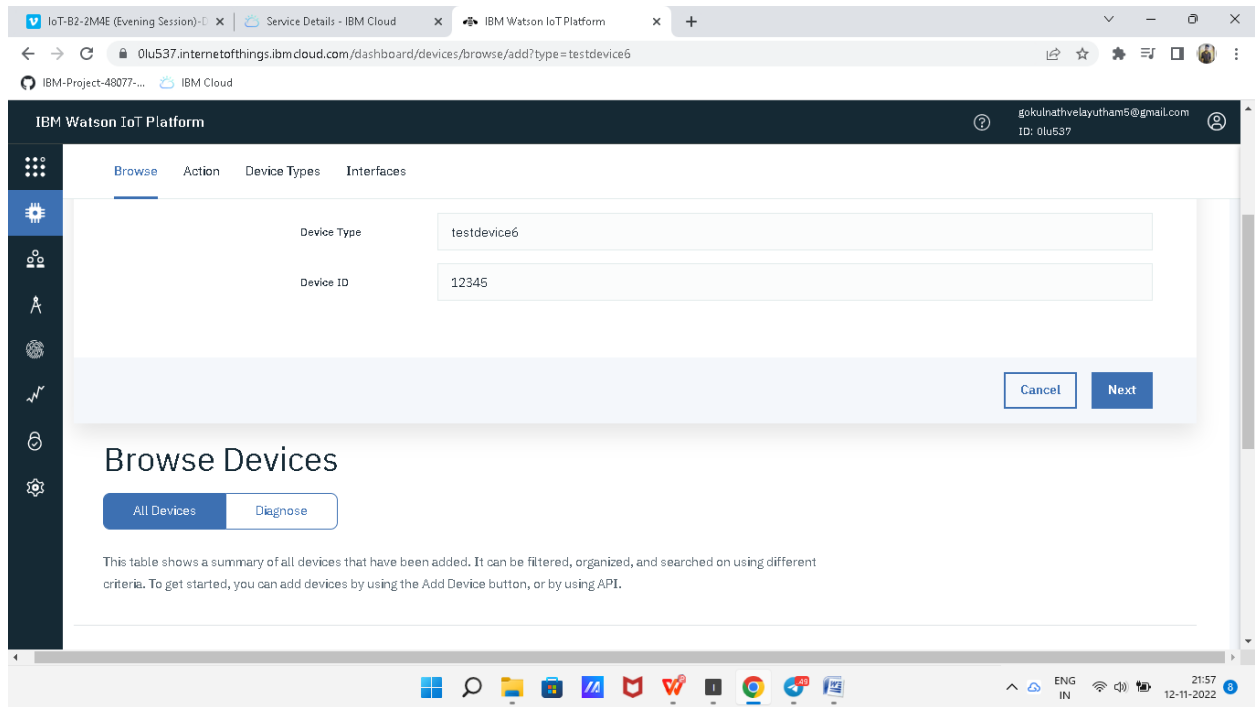 IoT-B2-2M4E (Evening Session)-D
Service Details - IBM Cloud
IBM Watson IoT Platform
0lu537.internetofthings.ibmcloud.com/dashboard/devices/browse/add?type=testdevice6
IBM-Project-48077-...
IBM Cloud
IBM Watson IoT Platform
gokulnathvelayutham5@gmail.com
ID: 0lu537
Browse Action Device Types Interfaces
Device Type testdevice6
Device ID 12345
Cancel Next
Browse Devices
All Devices Diagnose
This table shows a summary of all devices that have been added. It can be filtered, organized, and searched on using different
criteria. To get started, you can add devices by using the Add Device button, or by using API.
49
ENG
IN
21:57
12-11-2022
8